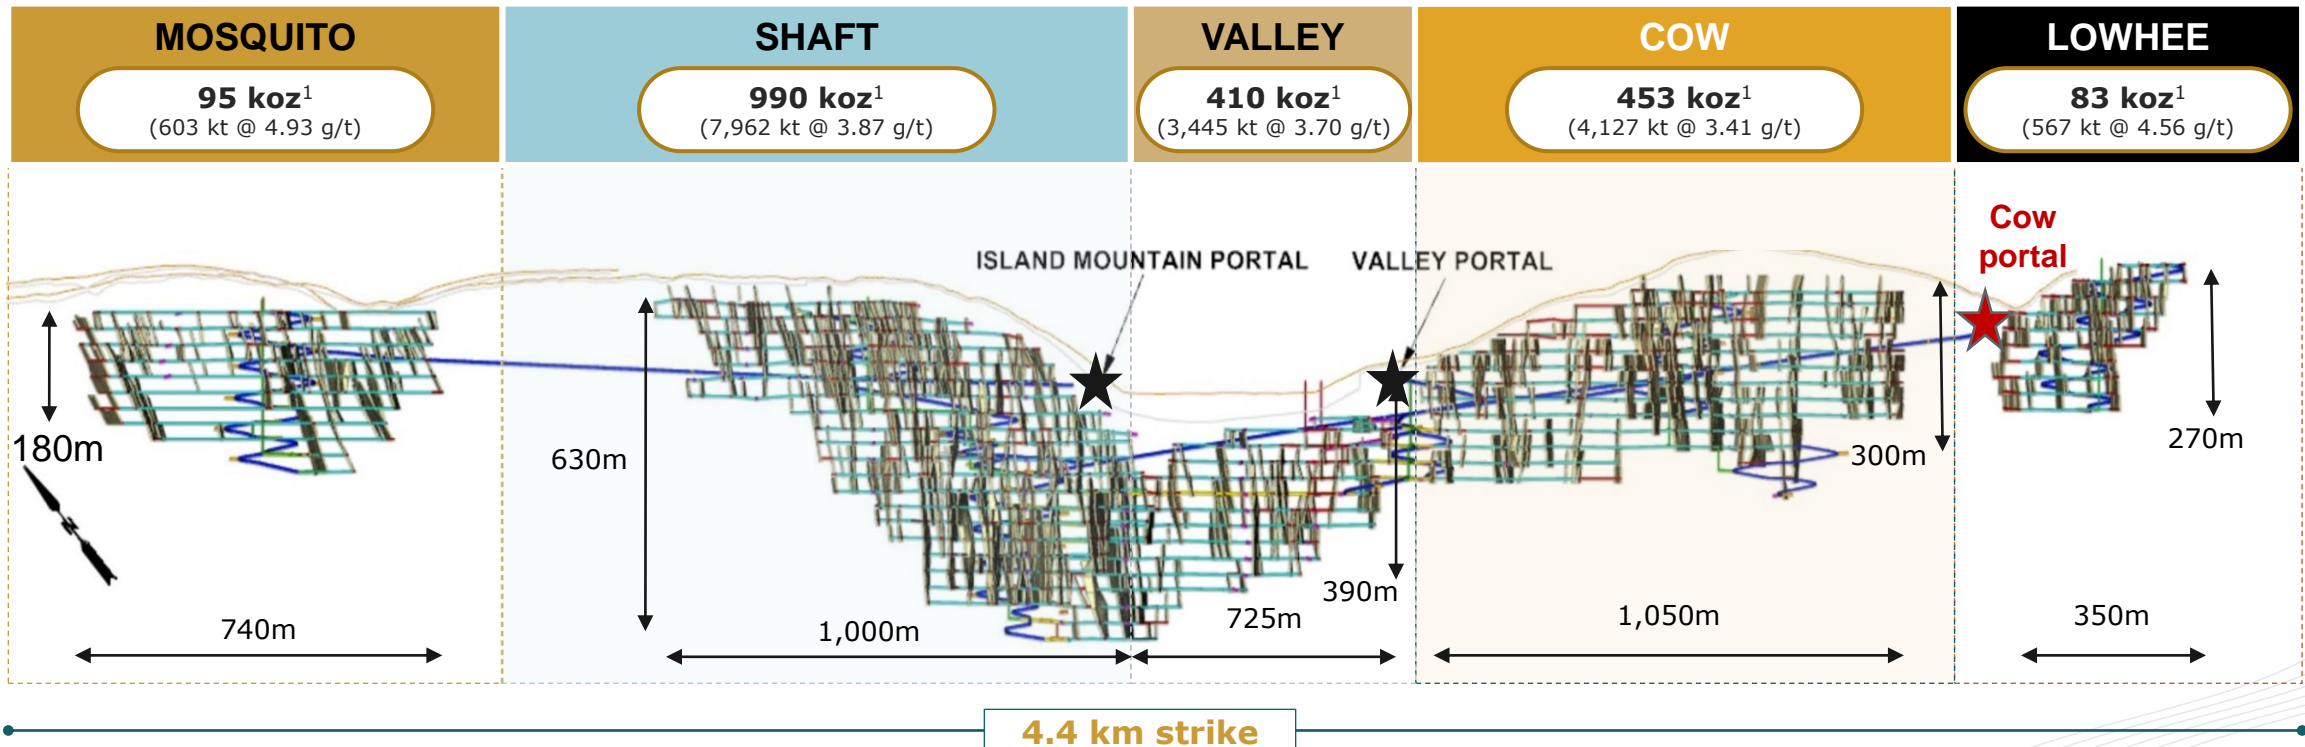 MOSQUITO
95 koz¹
(603 kt @ 4.93 g/t)
SHAFT
990 koz¹
(7,962 kt @ 3.87 g/t)
VALLEY
410 koz¹
(3,445 kt @ 3.70 g/t)
COW
453 koz¹
(4,127 kt @ 3.41 g/t)
LOWHEE
83 koz¹
(567 kt @ 4.56 g/t)
Cow
portal
ISLAND MOUNTAIN PORTAL
VALLEY PORTAL
180m
N
630m
390m
300m
270m
740m
1,000m
725m
1,050m
350m
4.4 km strike